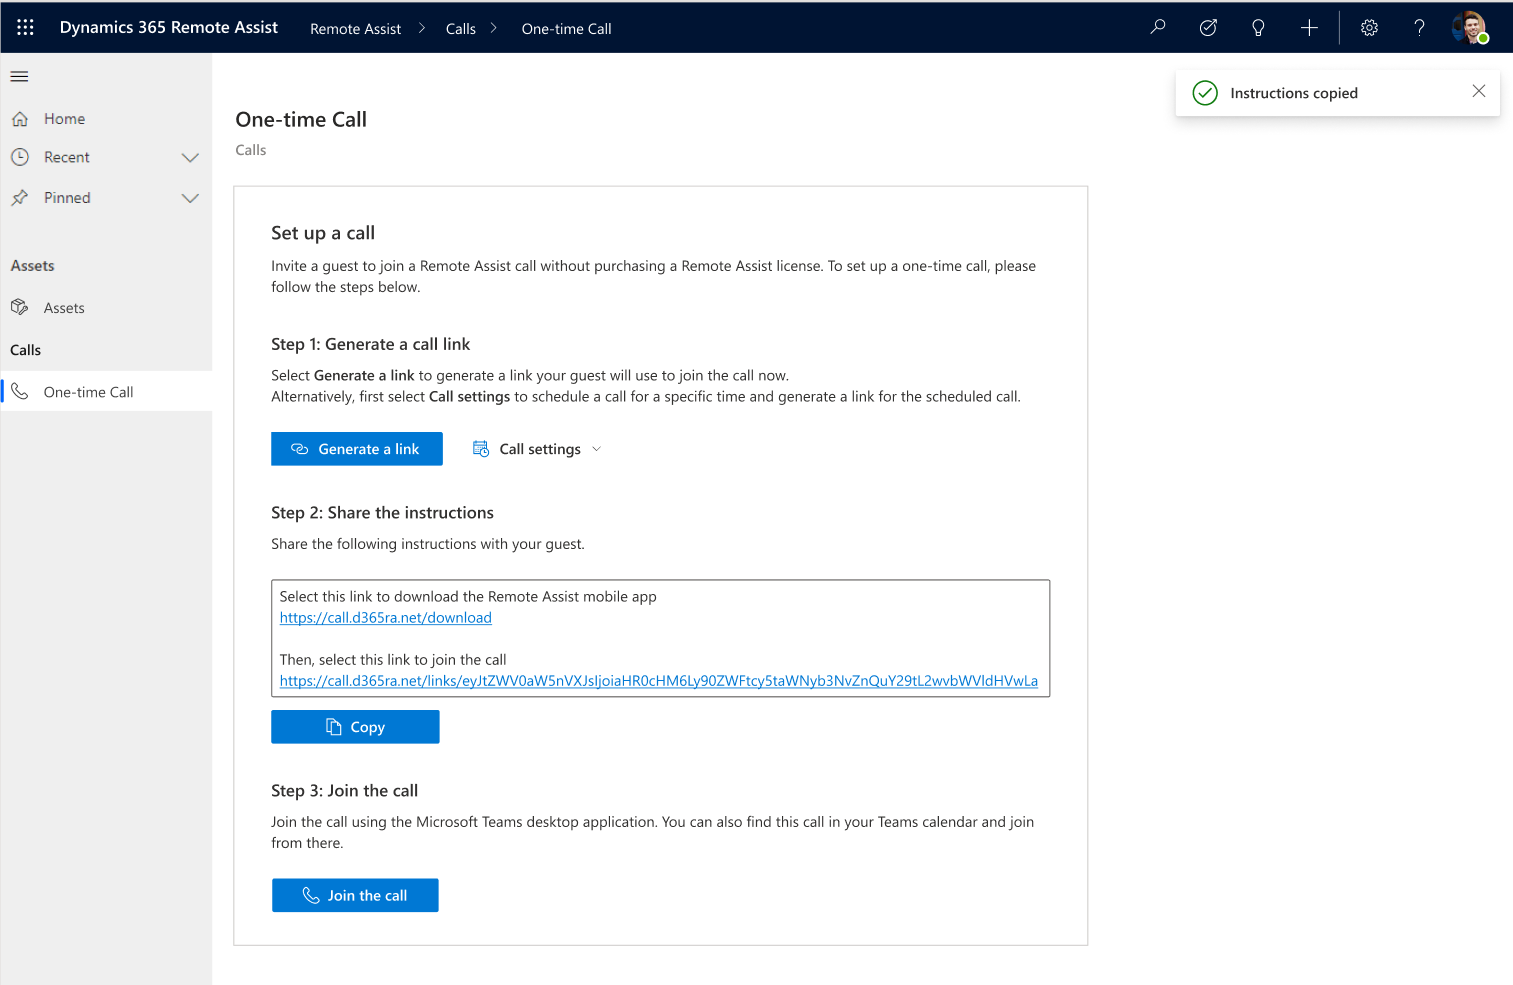 Dynamics 365 Remote Assist
Remote Assist > Calls > One-time Call
?
Instructions copied
Home
Recent
Pinned
Assets
Assets
Calls
One-time Call
One-time Call
Calls
Set up a call
Invite a guest to join a Remote Assist call without purchasing a Remote Assist license. To set up a one-time call, please
follow the steps below.
Step 1: Generate a call link
Select Generate a link to generate a link your guest will use to join the call now.
Alternatively, first select Call settings to schedule a call for a specific time and generate a link for the scheduled call.
Generate a link
Call settings
Step 2: Share the instructions
Share the following instructions with your guest.
Select this link to download the Remote Assist mobile app
https://call.d365ra.net/download
Then, select this link to join the call
https://call.d365ra.net/links/eyJtZWV0aW5nVXJsIjoiaHR0cHM6Ly90ZWFtcy5taWNyb3NvZnQuY29tL2wvbWVldHVwLa
Copy
Step 3: Join the call
Join the call using the Microsoft Teams desktop application. You can also find this call in your Teams calendar and join
from there.
Join the call